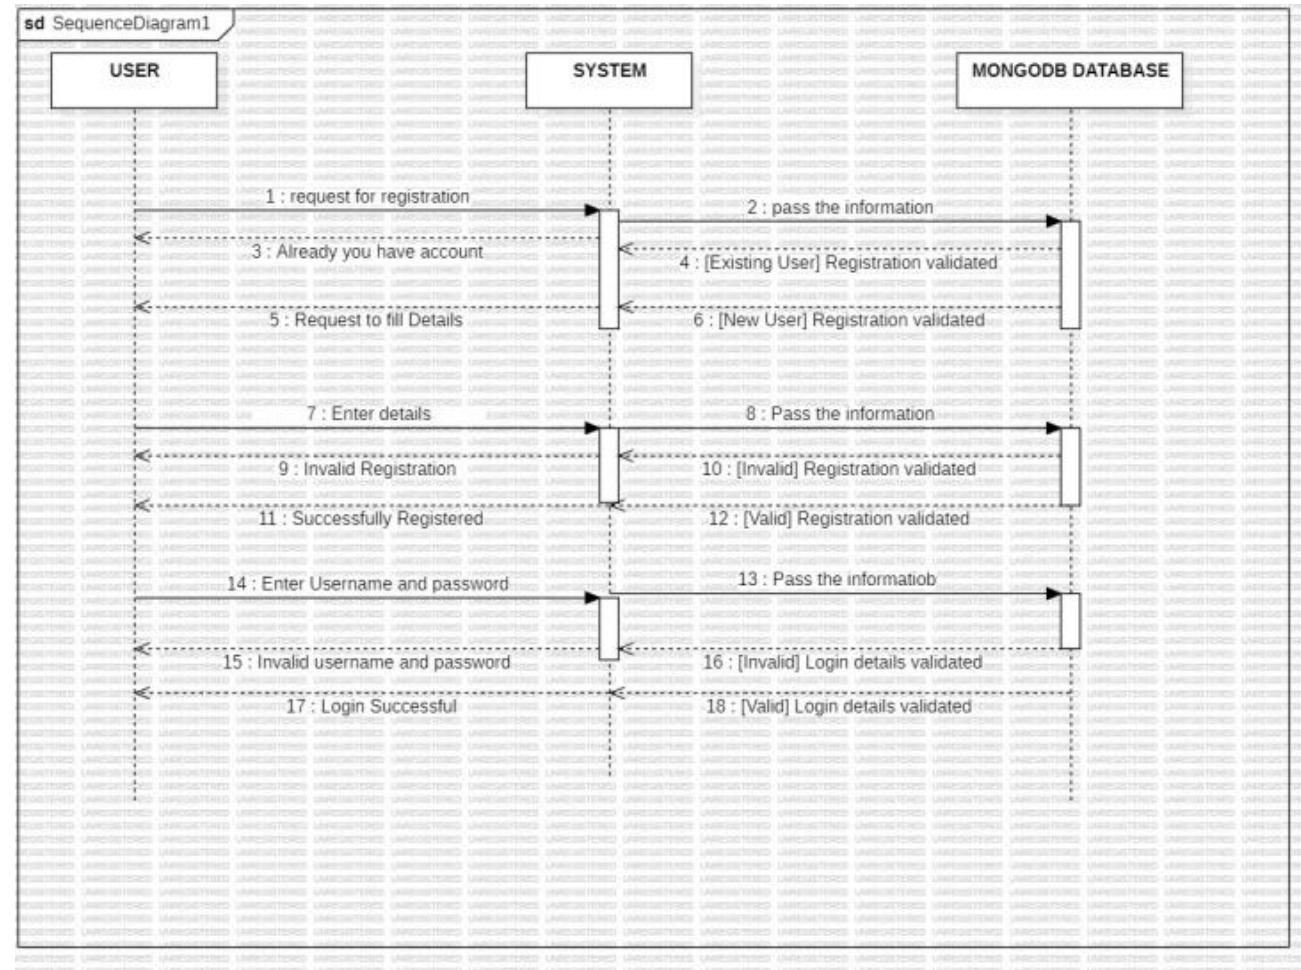 sd SequenceDiagram1
USER
SYSTEM
MONGODB DATABASE
1 : request for registration
2 : pass the information
3 : Already you have account
4 : [Existing User] Registration validated
5 : Request to fill Details
6 : [New User] Registration validated
7 : Enter details
8 : Pass the information
9 : Invalid Registration
10 : [Invalid] Registration validated
11 : Successfully Registered
12 : [Valid] Registration validated
14 : Enter Username and password
13 : Pass the informatiob
15 : Invalid username and password
16 : [Invalid] Login details validated
17 : Login Successful
18 : [Valid] Login details validated
UNREGISTERED